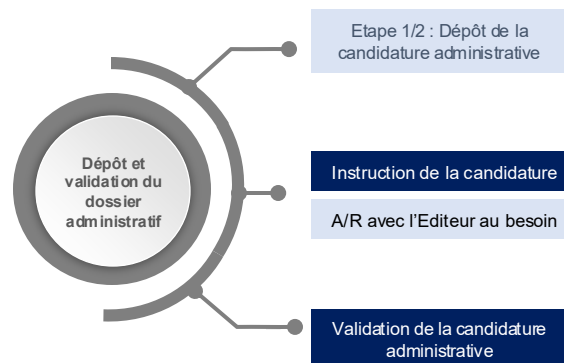 Dépôt et
validation du
dossier
administratif
Etape 1/2 : Dépôt de la
candidature administrative
Instruction de la candidature
A/R avec l’Editeur au besoin
Validation de la candidature
administrative